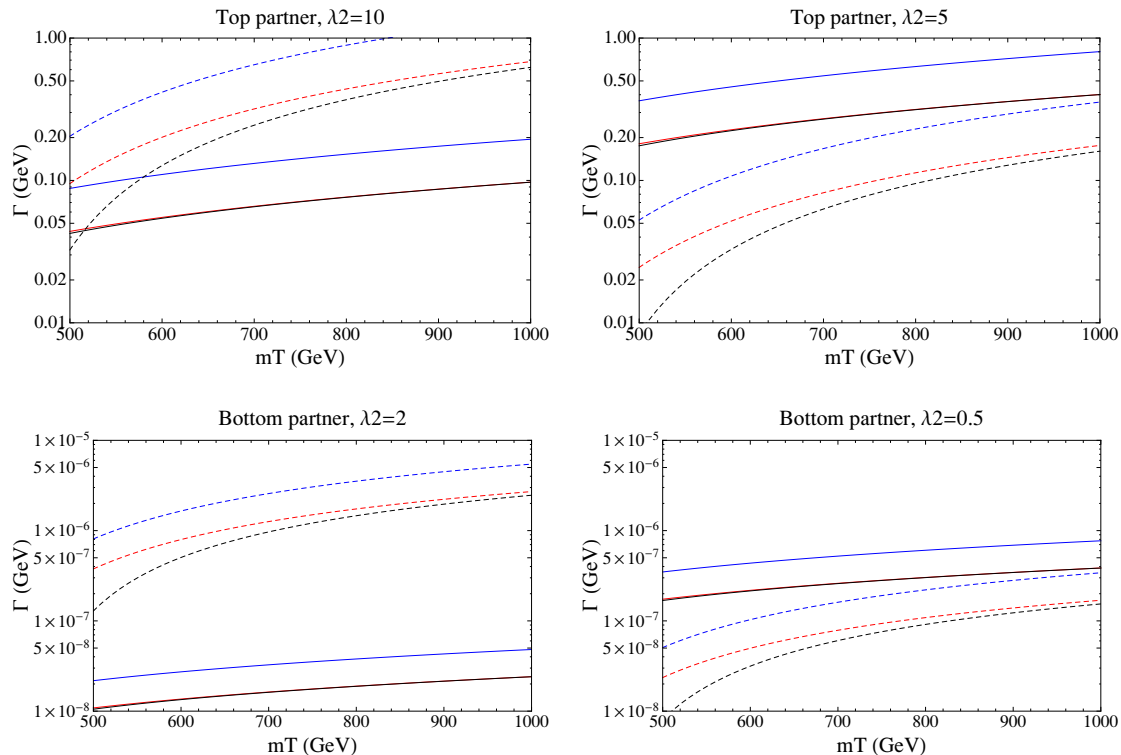 Top partner, λ2=10
1.00
0.50
0.20
0.10
0.05
0.02
0.01
Γ (GeV)
500 600 700 800 900 1000
mT (GeV)
Top partner, λ2=5
1.00
0.50
0.20
0.10
0.05
0.02
0.01
Γ (GeV)
500 600 700 800 900 1000
mT (GeV)
Bottom partner, λ2=2
1×10⁻⁵
5×10⁻⁶
1×10⁻⁶
5×10⁻⁷
1×10⁻⁷
5×10⁻⁸
1×10⁻⁸
Γ (GeV)
500 600 700 800 900 1000
mT (GeV)
Bottom partner, λ2=0.5
1×10⁻⁵
5×10⁻⁶
1×10⁻⁶
5×10⁻⁷
1×10⁻⁷
5×10⁻⁸
1×10⁻⁸
Γ (GeV)
500 600 700 800 900 1000
mT (GeV)